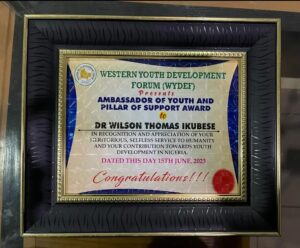 WESTERN YOUTH DEVELOPMENT
FORUM (WYDEF)
Presents
AMBASSADOR OF YOUTH AND
PILLAR OF SUPPORT AWARD
to
DR WILSON THOMAS IKUBESE
IN RECOGNITION AND APPRECIATION OF YOUR
CERITORIOUS, SELFLESS SERVICE TO HUMANITY
AND YOUR CONTRIBUTION TOWARDS YOUTH
DEVELOPMENT IN NIGERIA.
DATED THIS DAY 15TH JUNE, 2023
Congratulations!!!